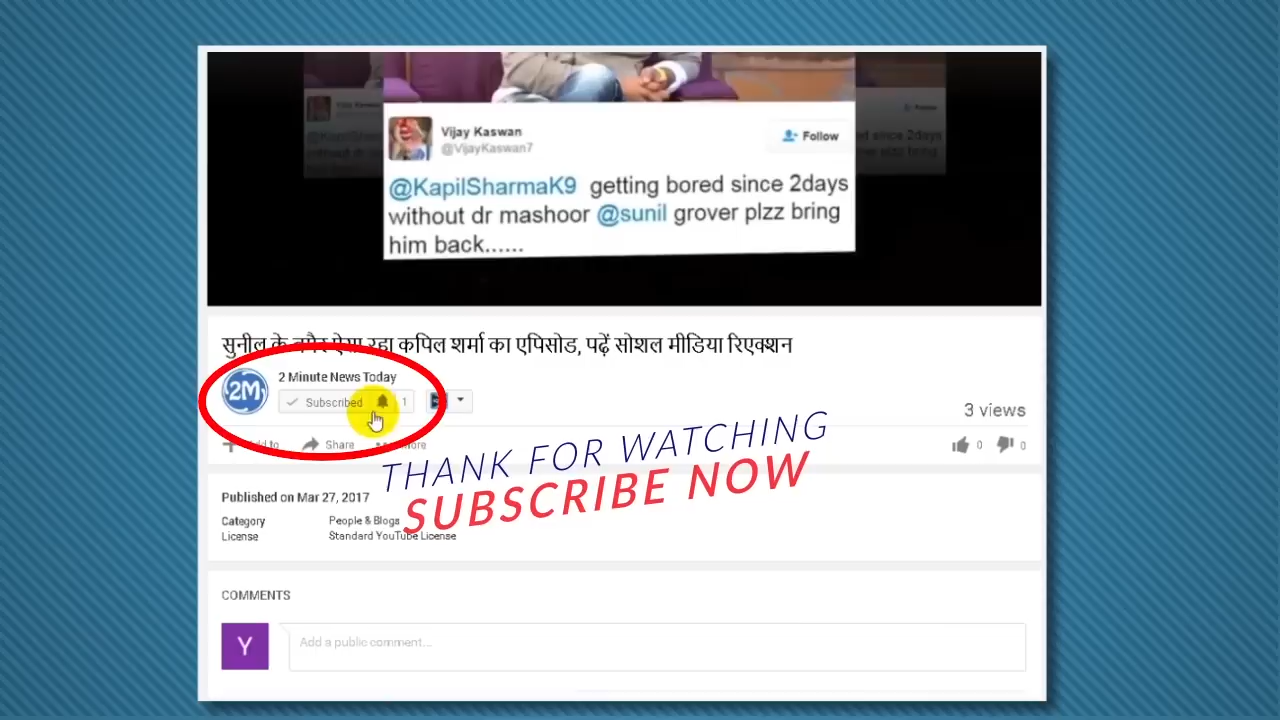 Vijay Kaswan
@VijayKaswan7
Follow
@KapilSharmaK9 getting bored since 2days
without dr mashoor @sunil grover plzz bring
him back......
सुनील के बगैर ऐसा रहा कपिल शर्मा का एपिसोड, पढ़ें सोशल मीडिया रिएक्शन
2M
2 Minute News Today
Subscribed 1
3 views
Add to Share More
0 0
THANK FOR WATCHING
SUBSCRIBE NOW
Published on Mar 27, 2017
Category People & Blogs
License Standard YouTube License
COMMENTS
Y
Add a public comment...